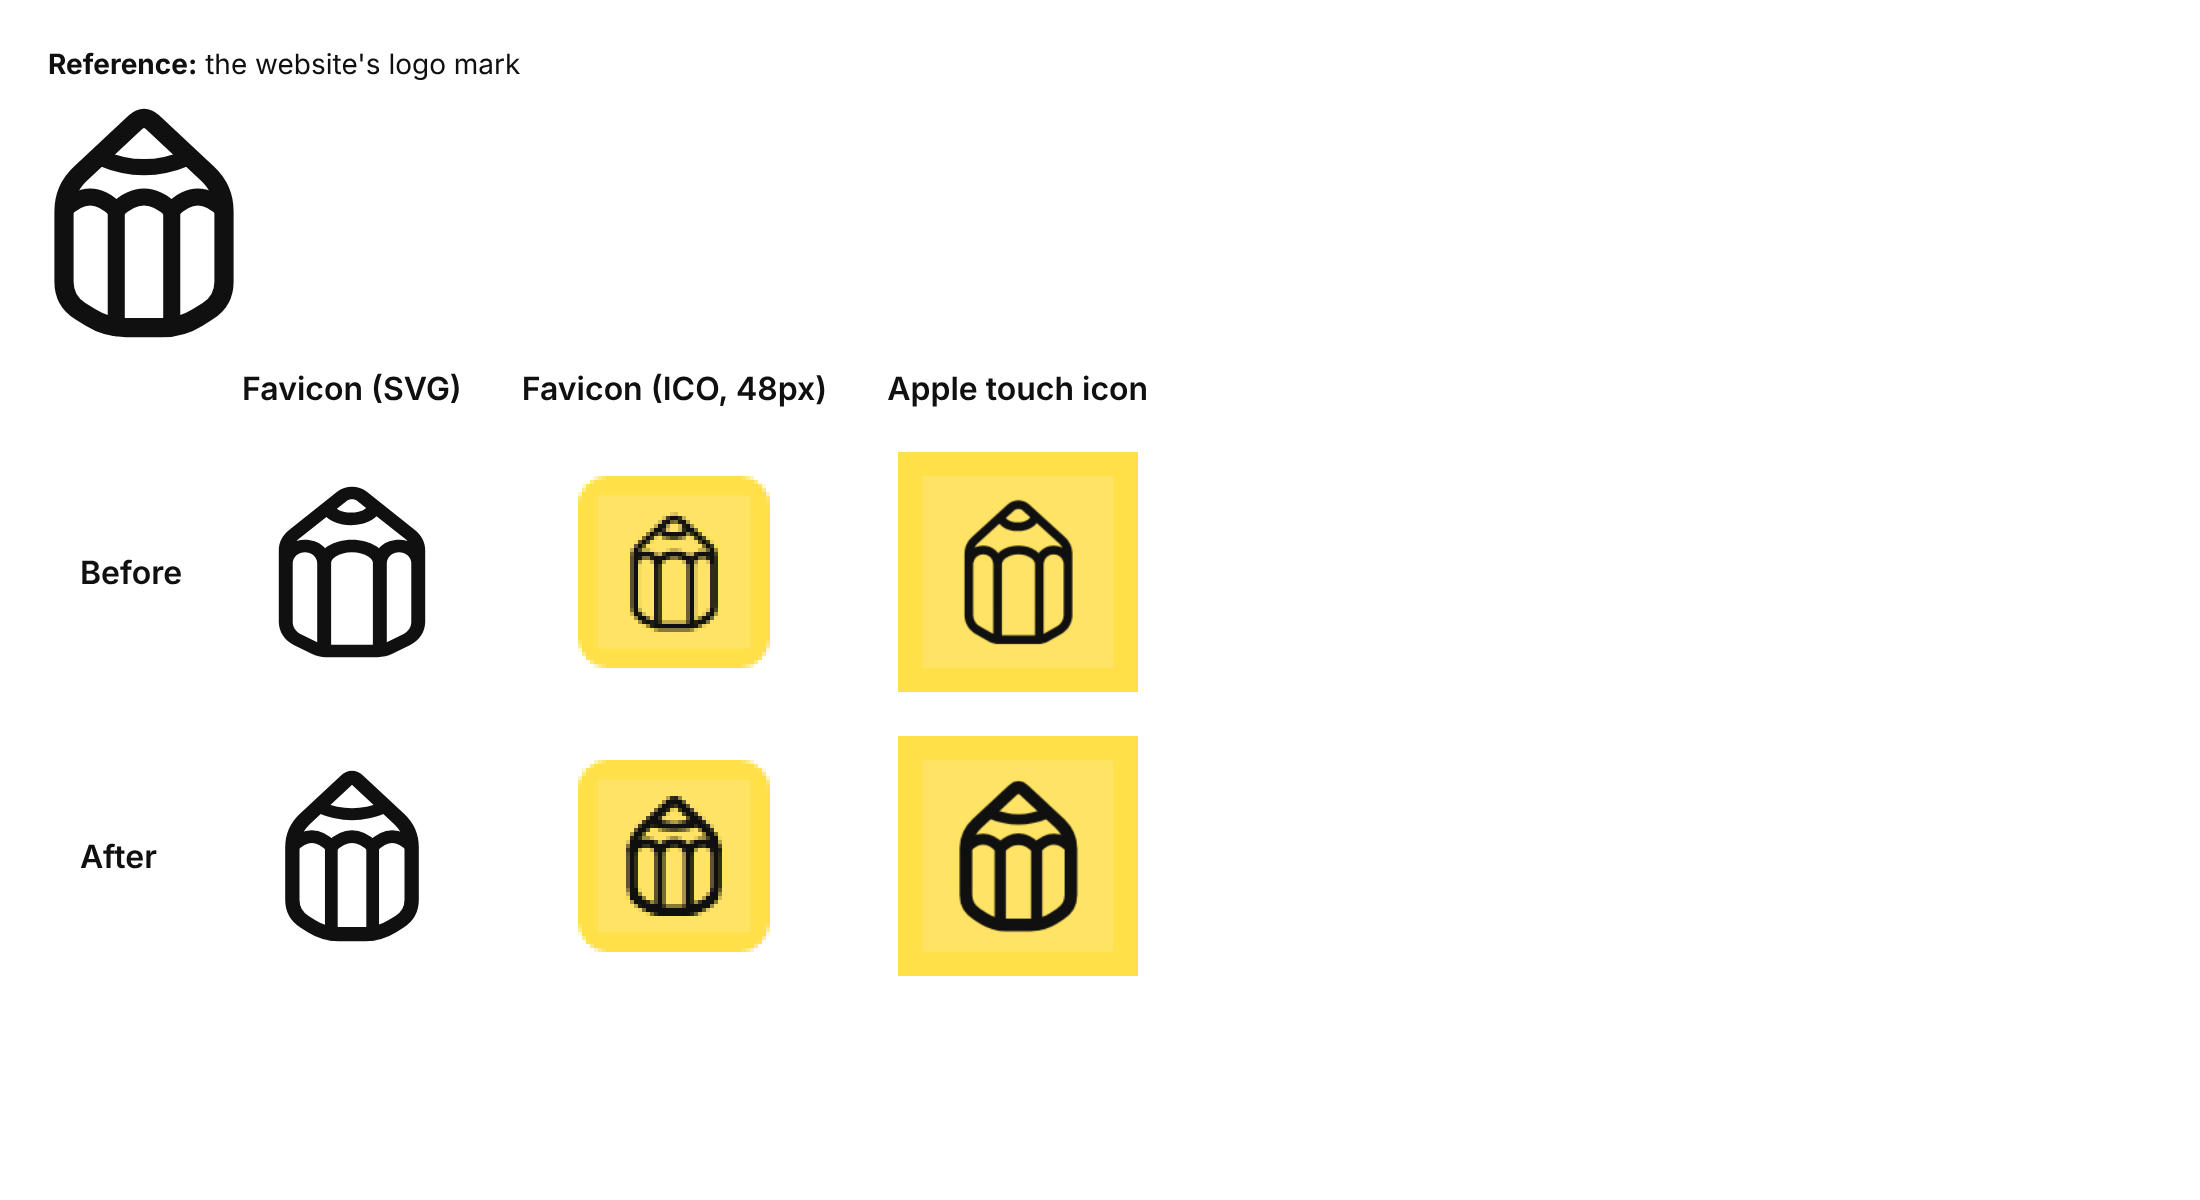 Reference: the website's logo mark
Favicon (SVG) Favicon (ICO, 48px) Apple touch icon
Before
After